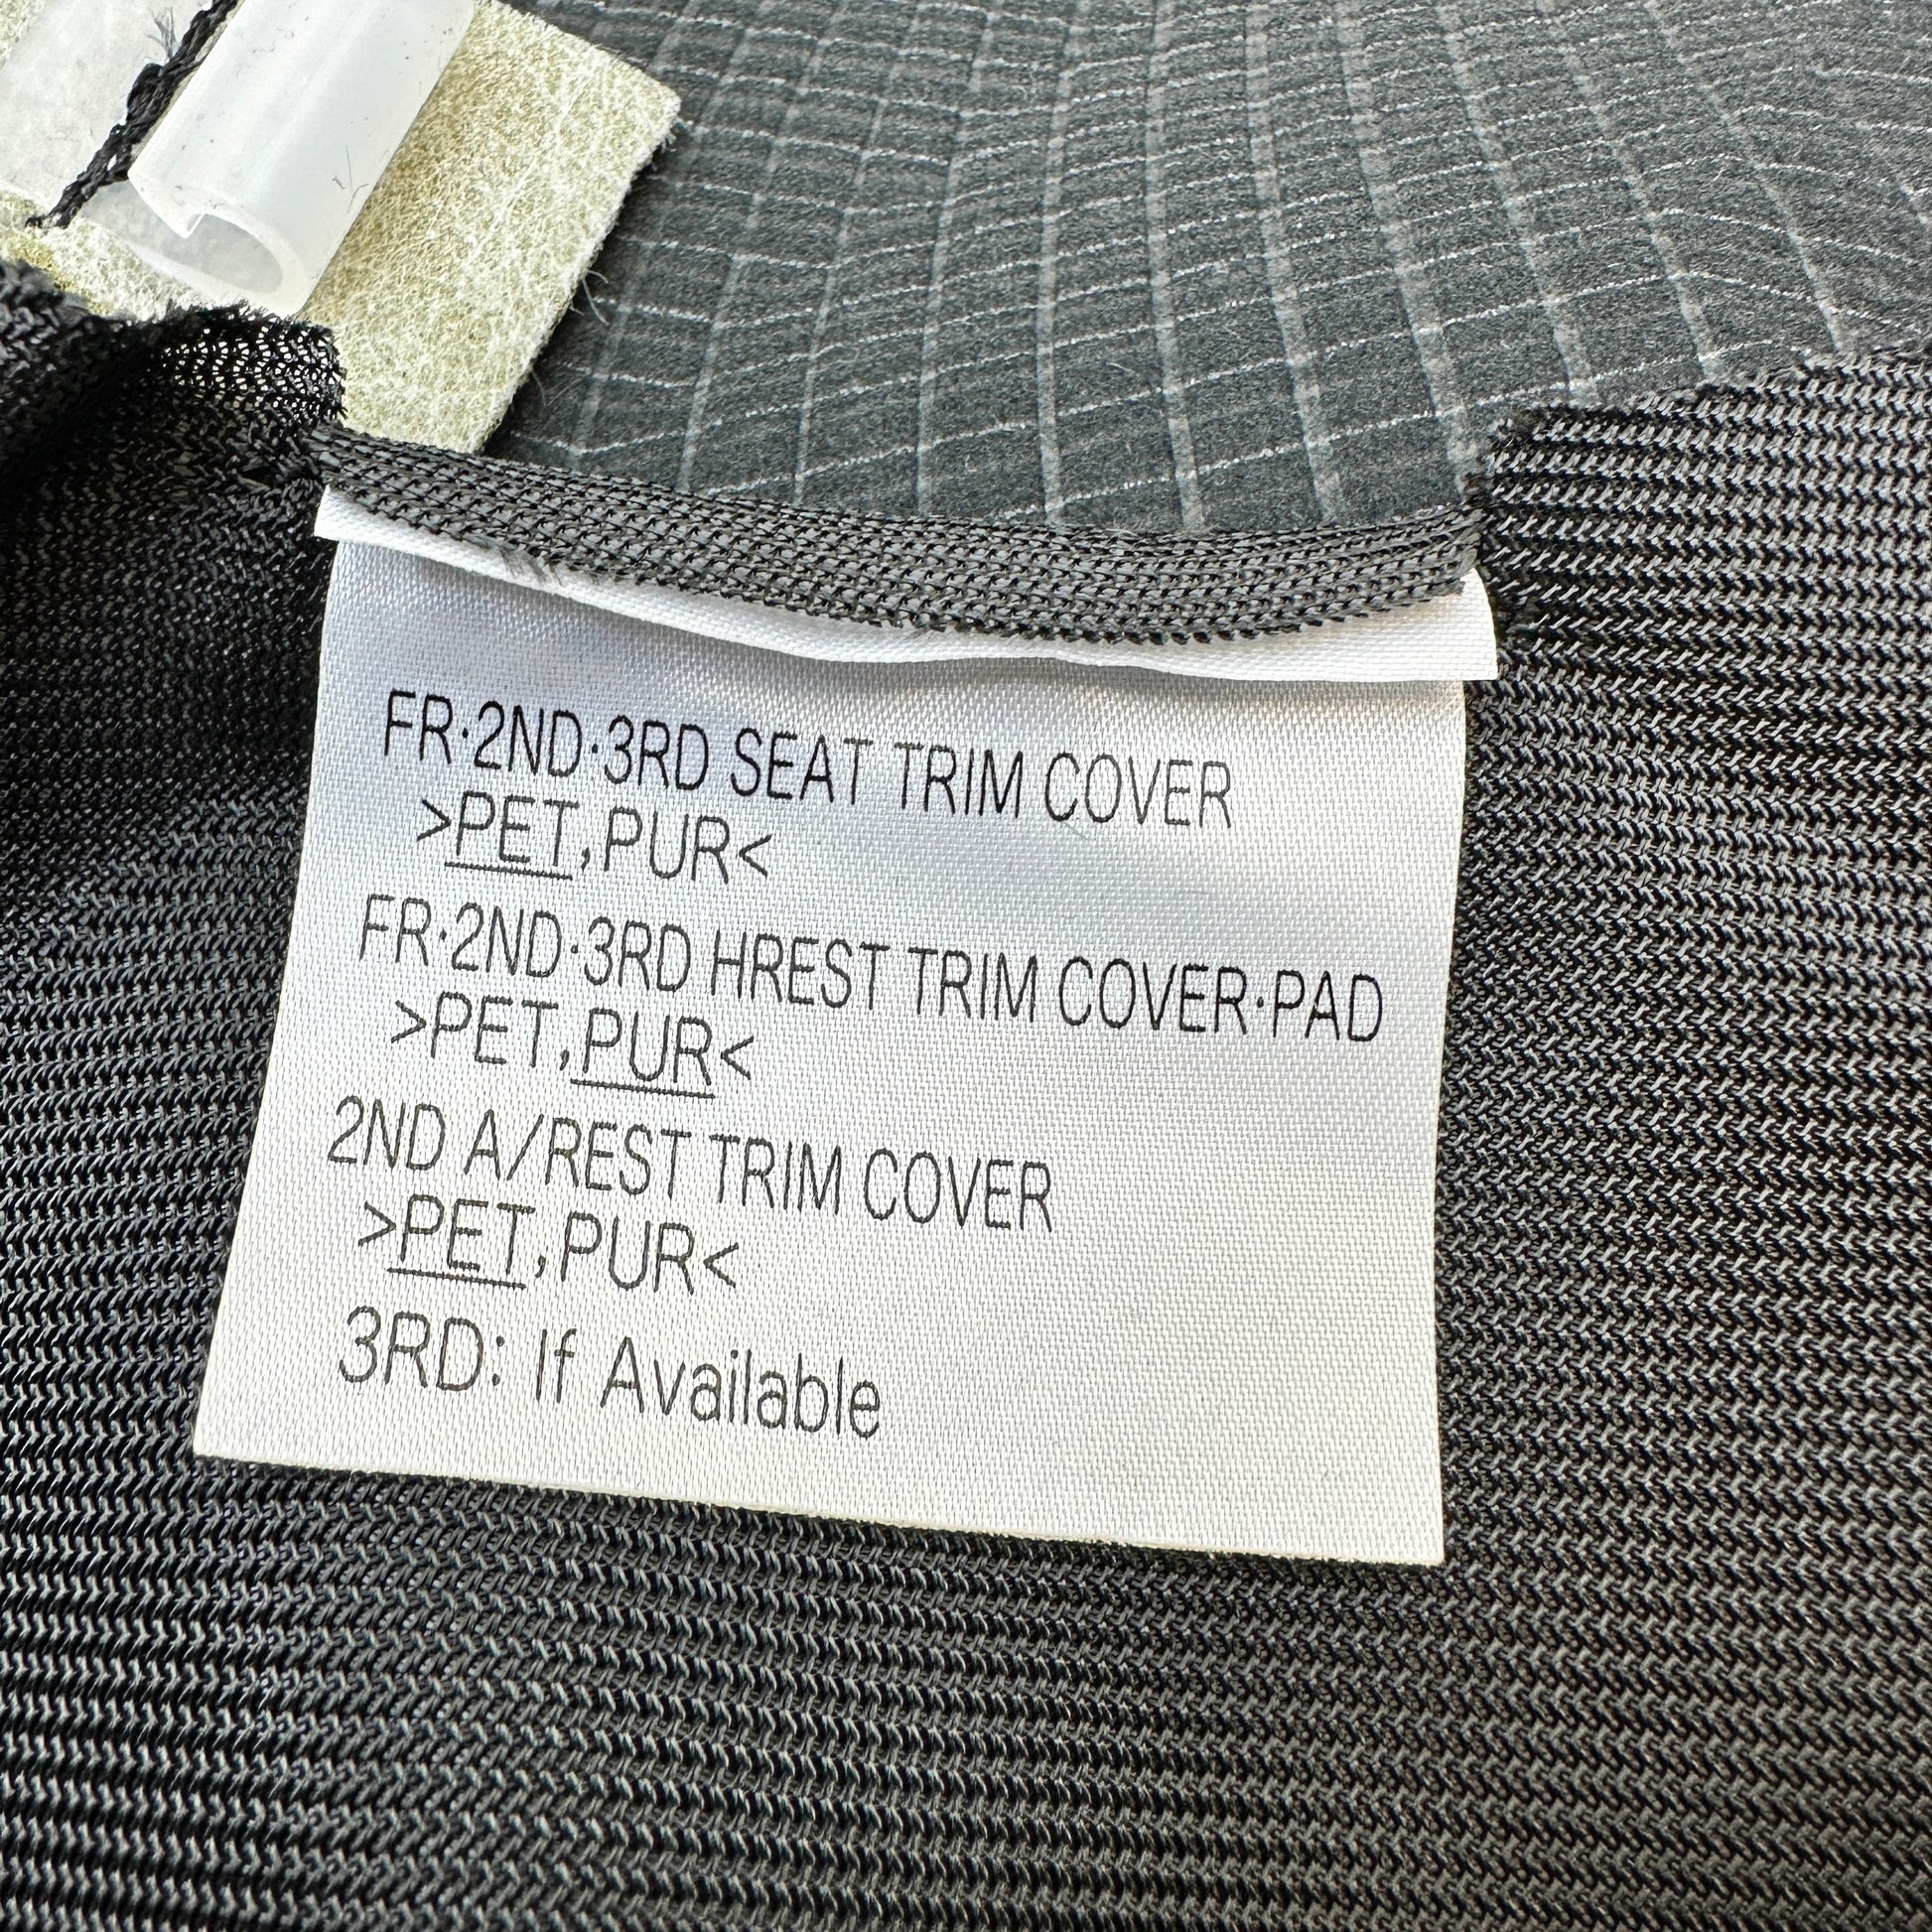 FR·2ND·3RD SEAT TRIM COVER
>PET,PUR<
FR·2ND·3RD HREST TRIM COVER·PAD
>PET,PUR<
2ND A/REST TRIM COVER
>PET,PUR<
3RD: If Available